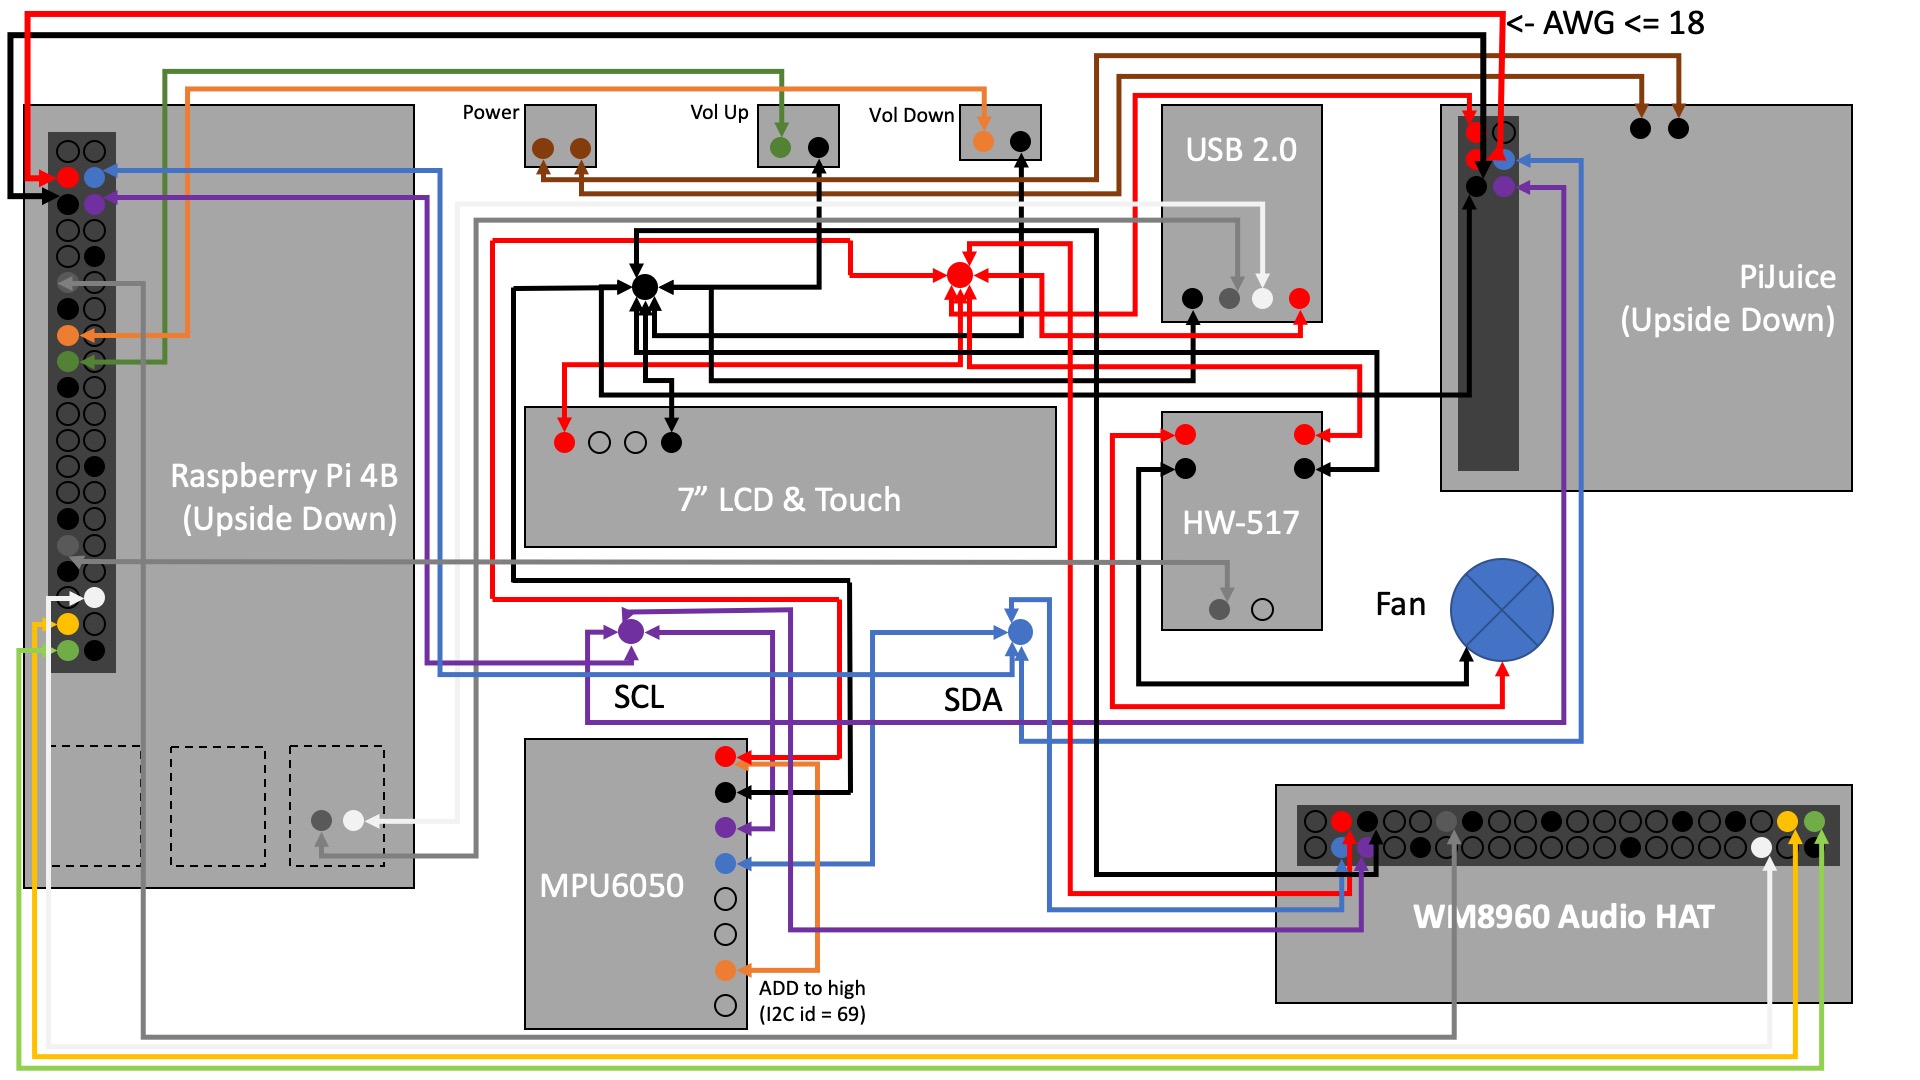 <- AWG <= 18
Power
Vol Up
Vol Down
USB 2.0
PiJuice
(Upside Down)
Raspberry Pi 4B
(Upside Down)
7” LCD & Touch
HW-517
Fan
SCL
SDA
MPU6050
WM8960 Audio HAT
ADD to high
(I2C id = 69)